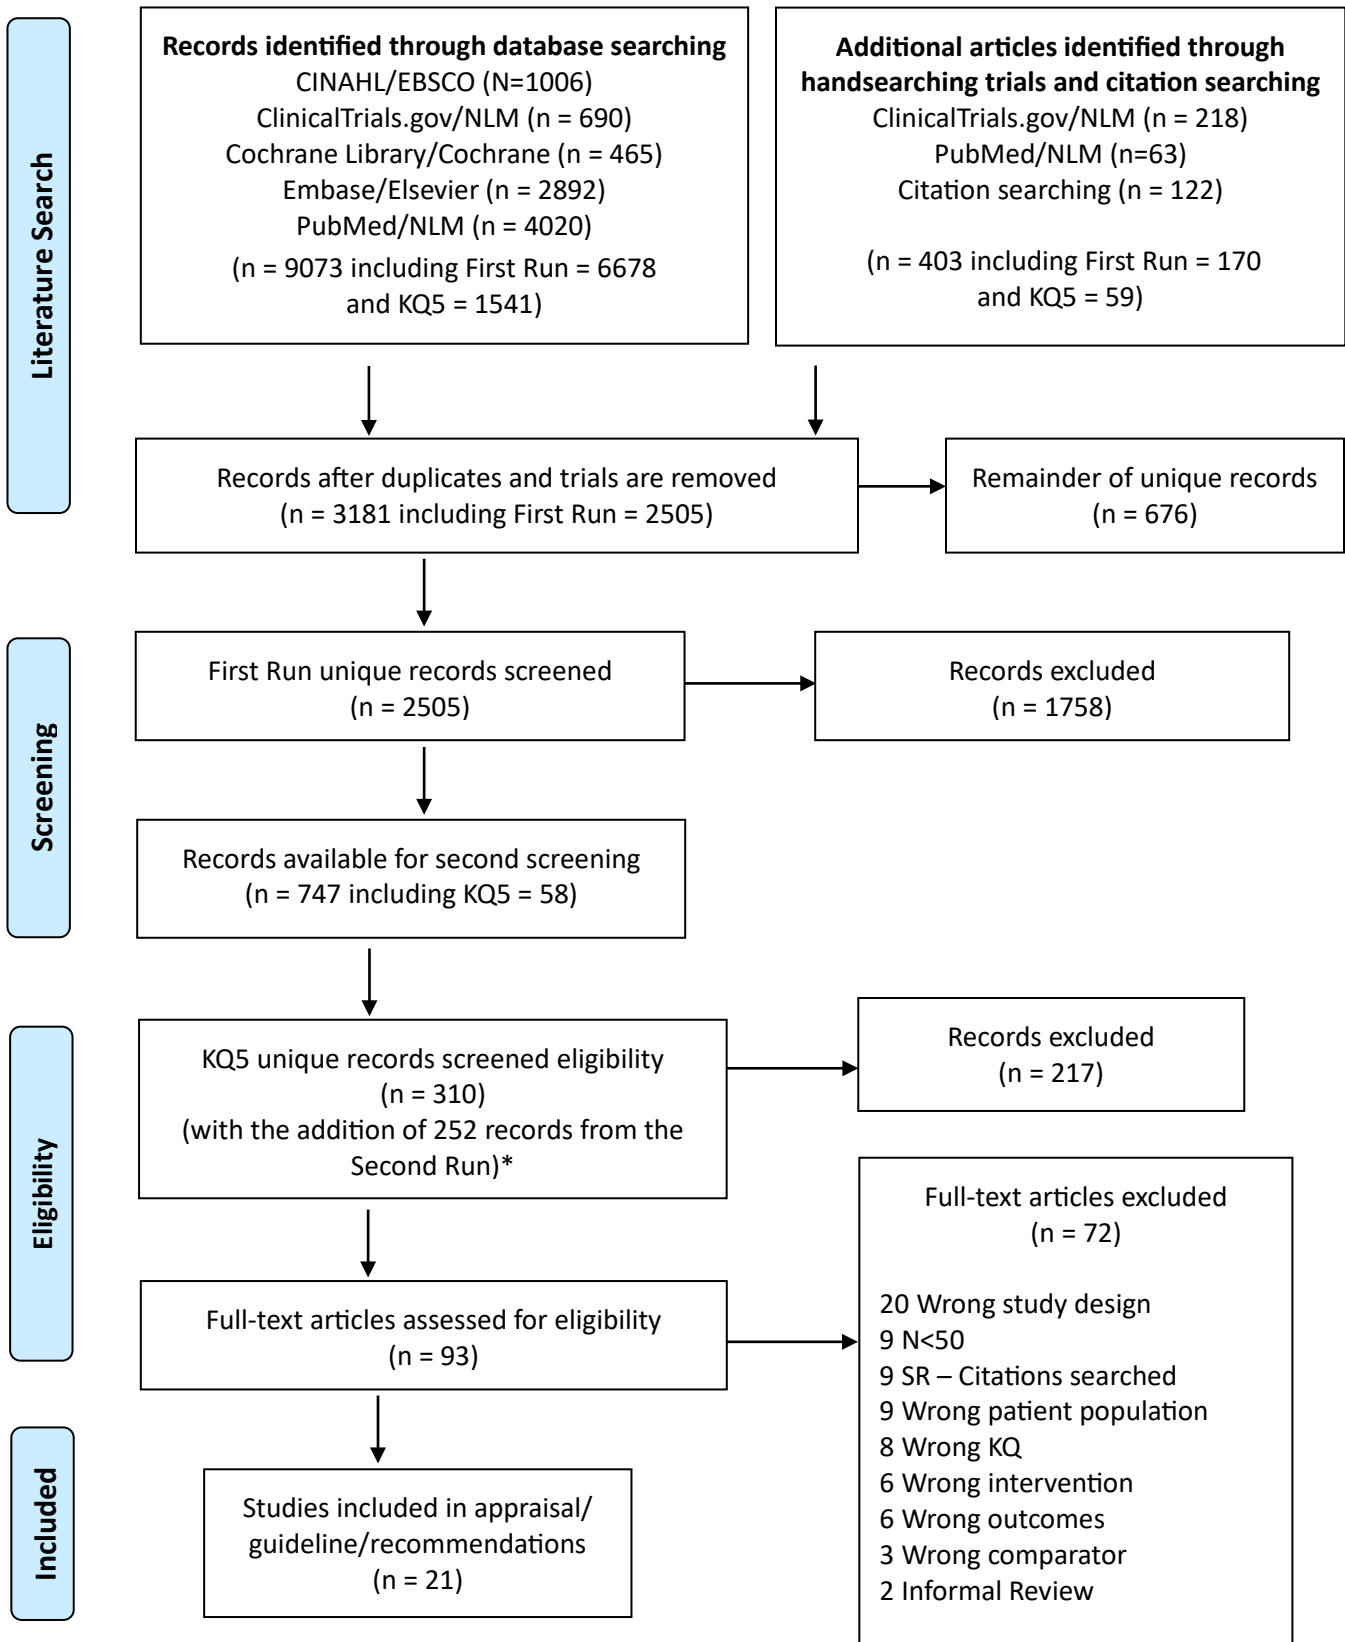 Literature Search
Records identified through database searching
CINAHL/EBSCO (N=1006)
ClinicalTrials.gov/NLM (n = 690)
Cochrane Library/Cochrane (n = 465)
Embase/Elsevier (n = 2892)
PubMed/NLM (n = 4020)
(n = 9073 including First Run = 6678
and KQ5 = 1541)
Additional articles identified through
handsearching trials and citation searching
ClinicalTrials.gov/NLM (n = 218)
PubMed/NLM (n=63)
Citation searching (n = 122)
(n = 403 including First Run = 170
and KQ5 = 59)
Records after duplicates and trials are removed
(n = 3181 including First Run = 2505)
Remainder of unique records
(n = 676)
Screening
First Run unique records screened
(n = 2505)
Records excluded
(n = 1758)
Records available for second screening
(n = 747 including KQ5 = 58)
Eligibility
KQ5 unique records screened eligibility
(n = 310)
(with the addition of 252 records from the
Second Run)*
Records excluded
(n = 217)
Full-text articles assessed for eligibility
(n = 93)
Full-text articles excluded
(n = 72)
20 Wrong study design
9 N<50
9 SR – Citations searched
9 Wrong patient population
8 Wrong KQ
6 Wrong intervention
6 Wrong outcomes
3 Wrong comparator
2 Informal Review
Included
Studies included in appraisal/
guideline/recommendations
(n = 21)